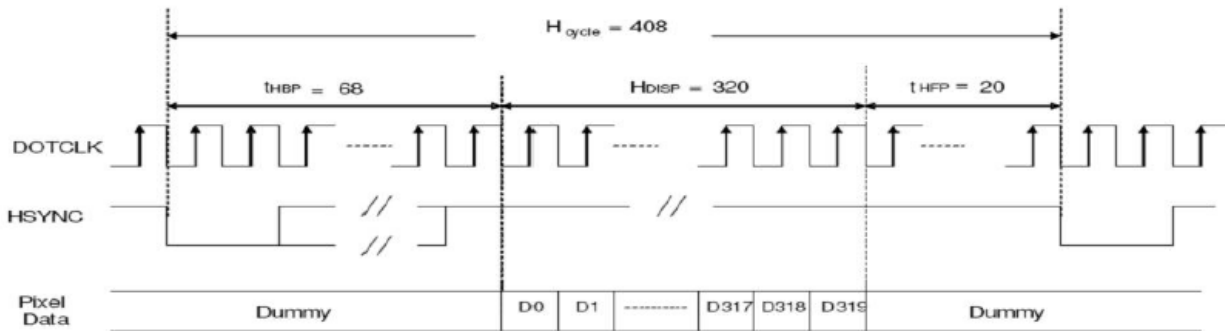 H cycle = 408
tHBP = 68
HDISP = 320
tHFP = 20
DOTCLK
HSYNC
Pixel Data
Dummy
D0
D1
D317
D318
D319
Dummy